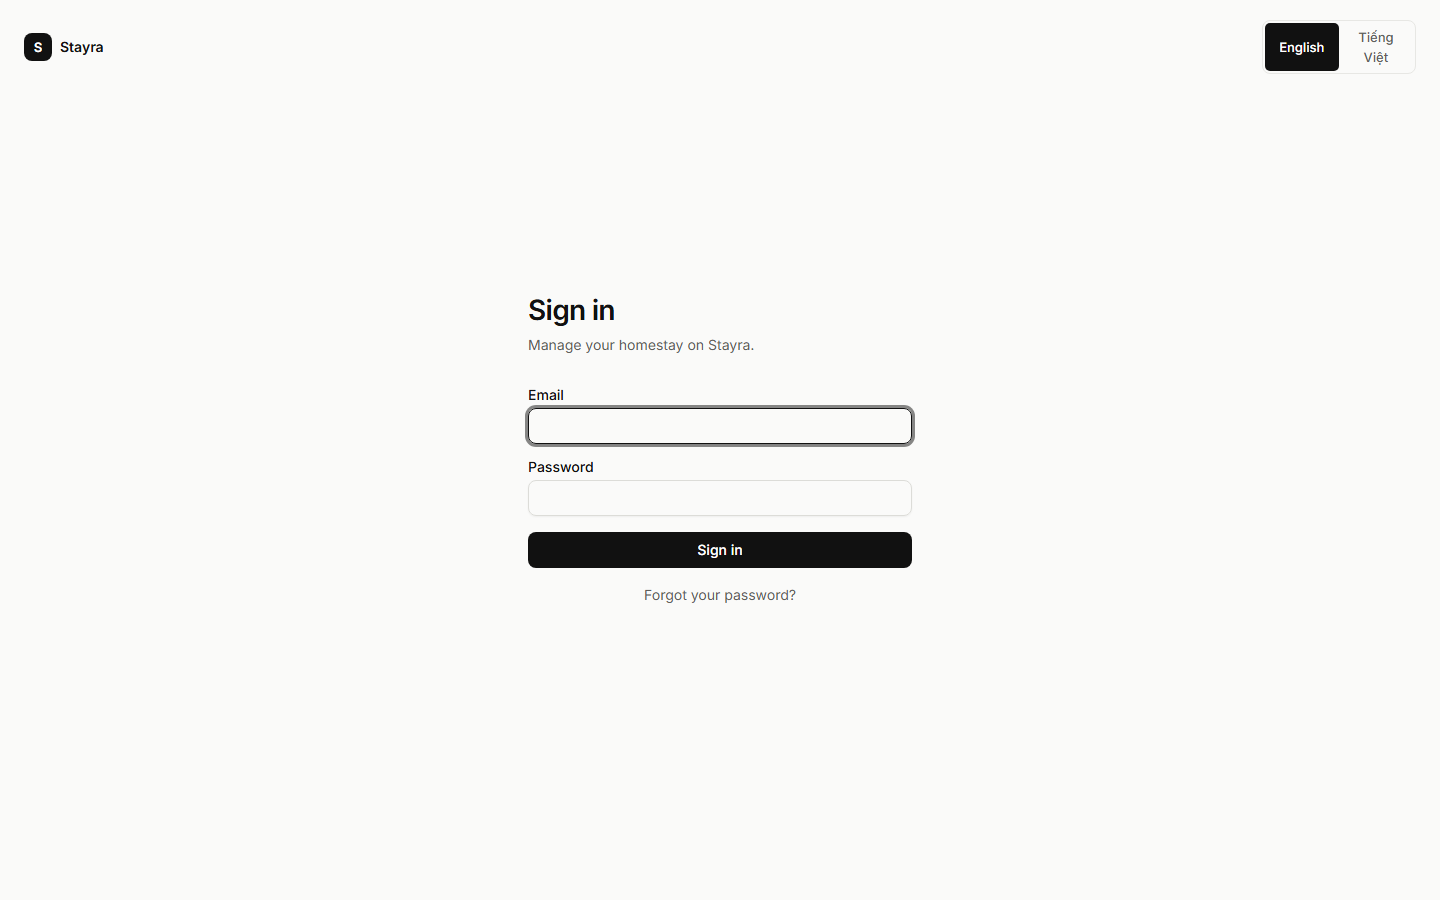 S Stayra
English
Tiếng
Việt
Sign in
Manage your homestay on Stayra.
Email
Password
Sign in
Forgot your password?